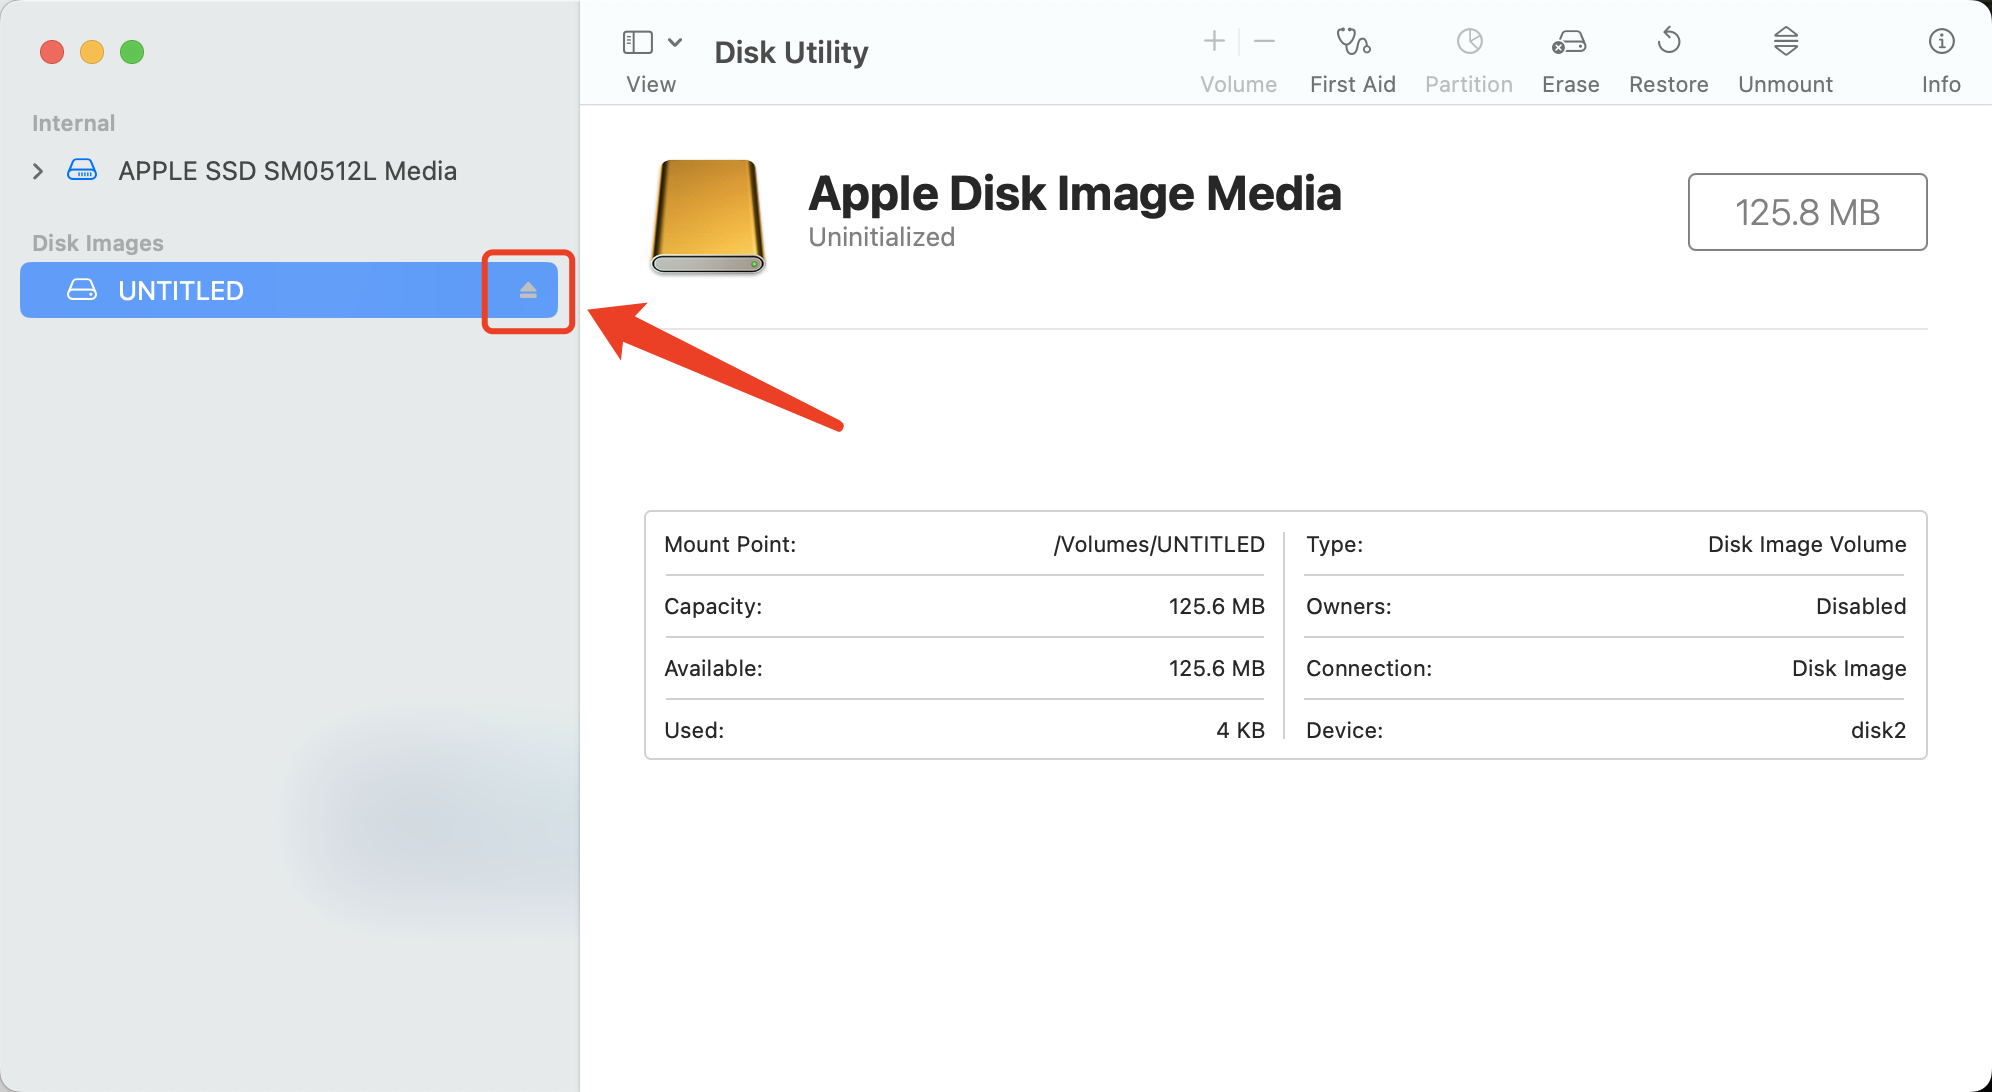 Disk Utility
View
Volume
First Aid
Partition
Erase
Restore
Unmount
Info
Internal
APPLE SSD SM0512L Media
Disk Images
UNTITLED
Apple Disk Image Media
Uninitialized
125.8 MB
Mount Point: /Volumes/UNTITLED
Capacity: 125.6 MB
Available: 125.6 MB
Used: 4 KB
Type: Disk Image Volume
Owners: Disabled
Connection: Disk Image
Device: disk2